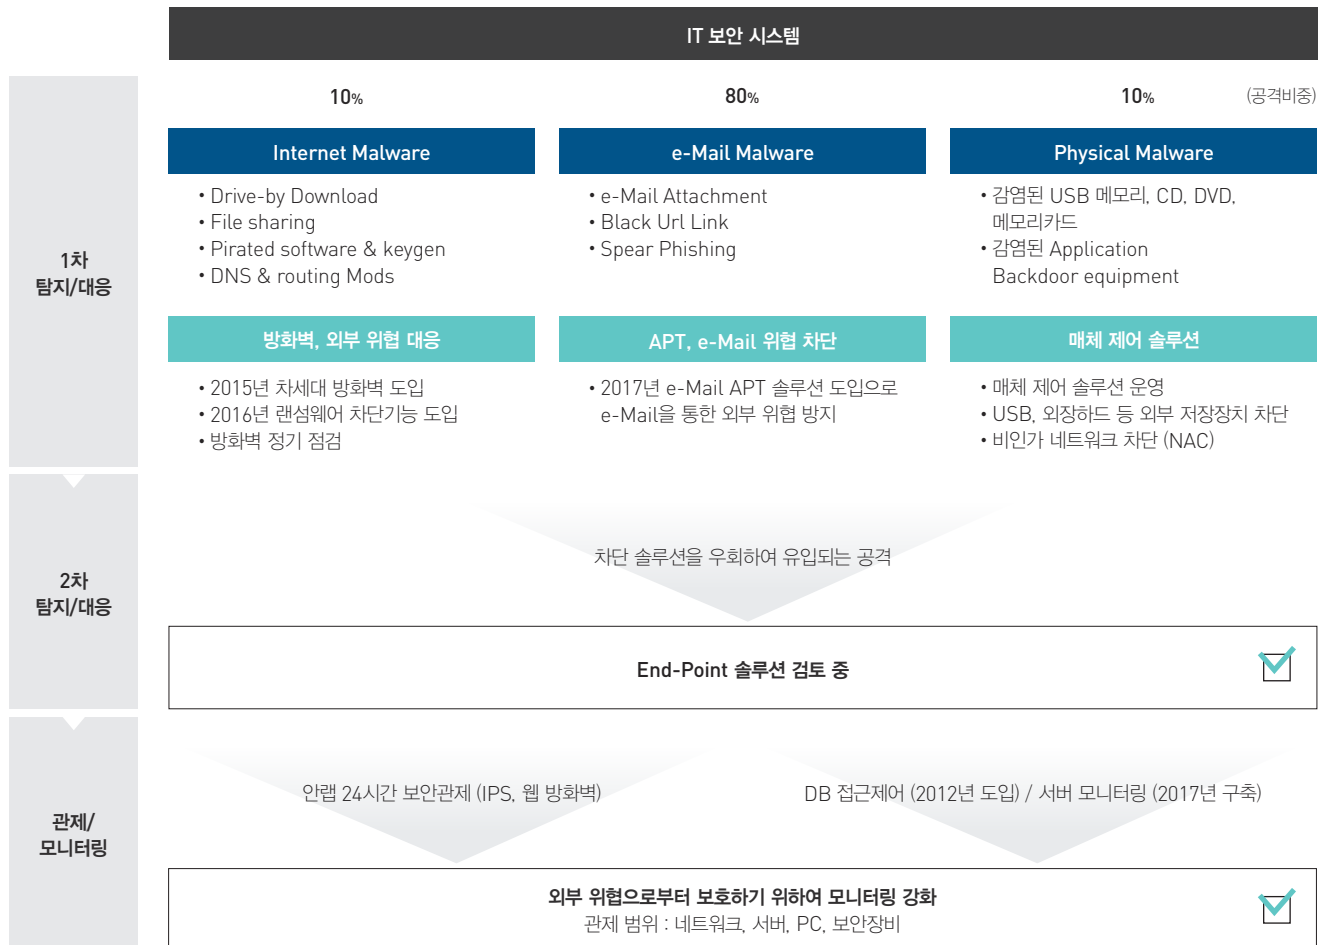 IT 보안 시스템
10%
80%
10%
(공격비중)
1차
탐지/대응
Internet Malware
• Drive-by Download
• File sharing
• Pirated software & keygen
• DNS & routing Mods
e-Mail Malware
• e-Mail Attachment
• Black Url Link
• Spear Phishing
Physical Malware
• 감염된 USB 메모리, CD, DVD,
메모리카드
• 감염된 Application
Backdoor equipment
방화벽, 외부 위협 대응
• 2015년 차세대 방화벽 도입
• 2016년 랜섬웨어 차단기능 도입
• 방화벽 정기 점검
APT, e-Mail 위협 차단
• 2017년 e-Mail APT 솔루션 도입으로
e-Mail을 통한 외부 위협 방지
매체 제어 솔루션
• 매체 제어 솔루션 운영
• USB, 외장하드 등 외부 저장장치 차단
• 비인가 네트워크 차단 (NAC)
2차
탐지/대응
차단 솔루션을 우회하여 유입되는 공격
End-Point 솔루션 검토 중
관제/
모니터링
안랩 24시간 보안관제 (IPS, 웹 방화벽)
DB 접근제어 (2012년 도입) / 서버 모니터링 (2017년 구축)
외부 위협으로부터 보호하기 위하여 모니터링 강화
관제 범위 : 네트워크, 서버, PC, 보안장비